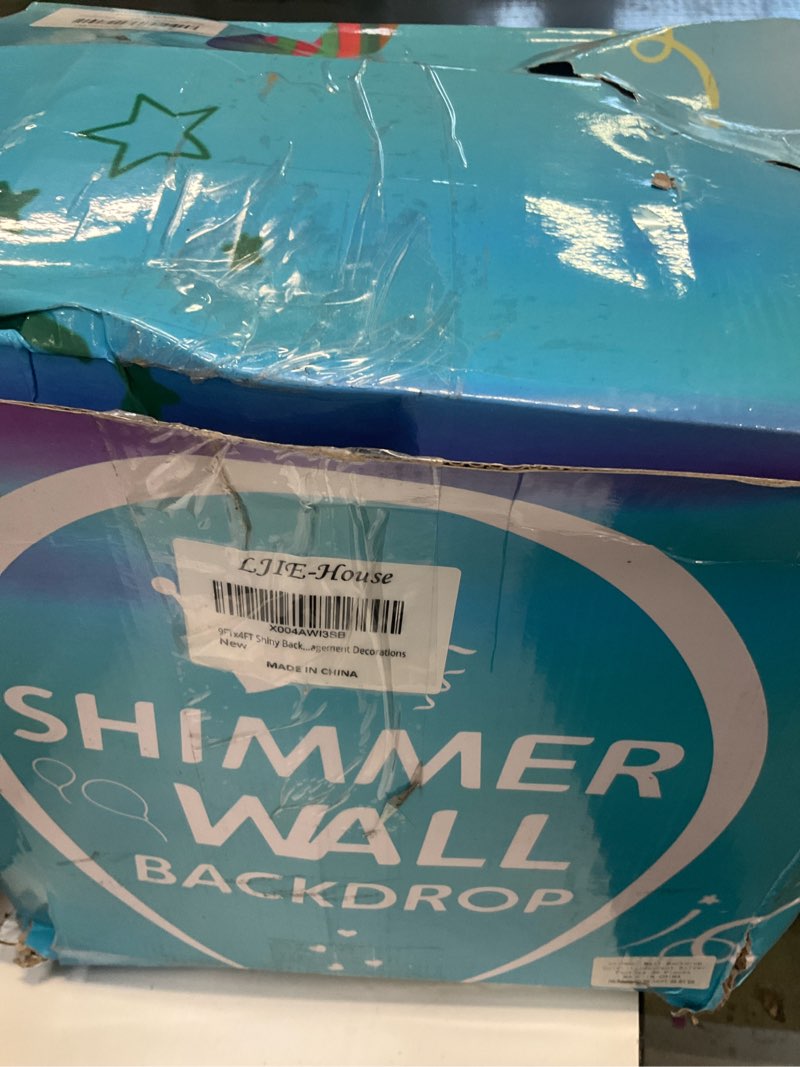 LJIE-House
X004AWI3SB
9FTx4FT Shiny Back...agement Decorations
New
MADE IN CHINA
SHIMMER
WALL
BACKDROP